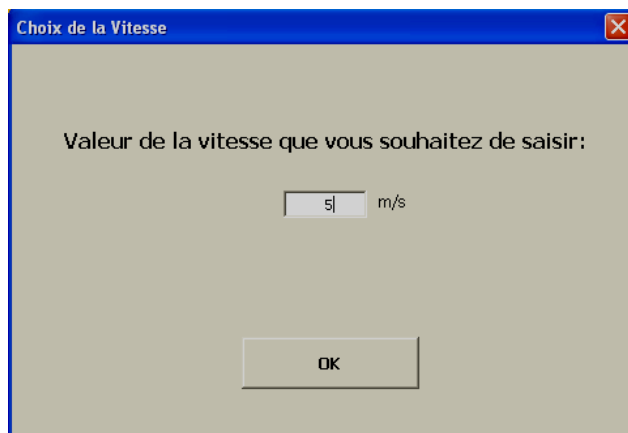 Choix de la Vitesse
Valeur de la vitesse que vous souhaitez de saisir:
5 m/s
OK